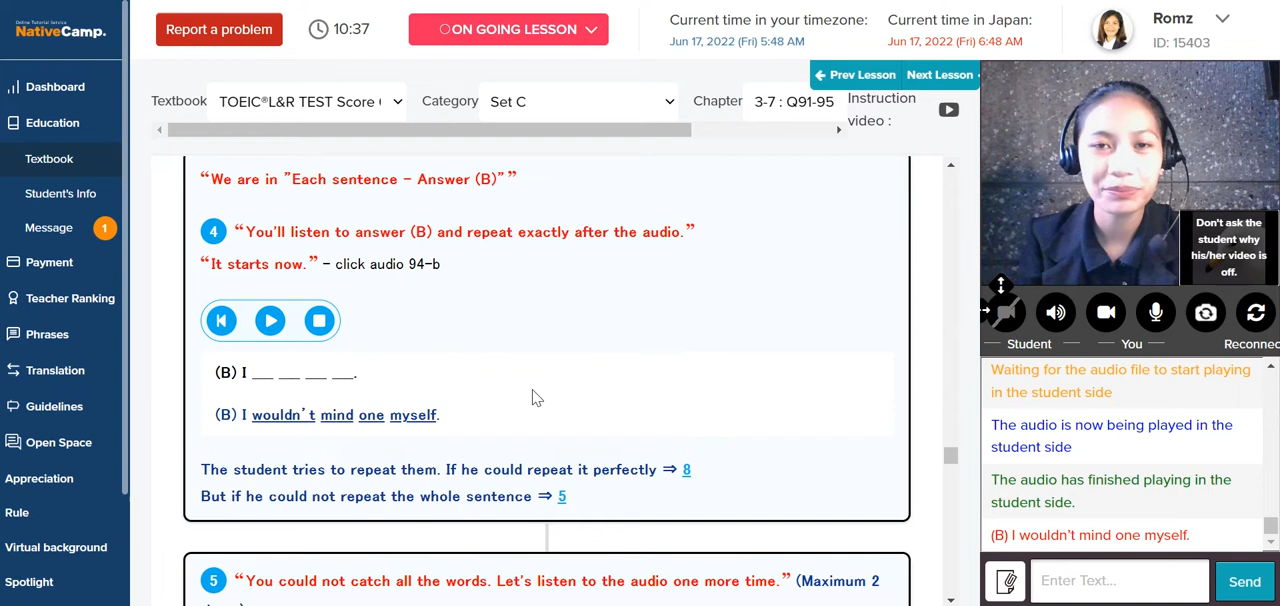 Online Tutorial Service
NativeCamp.
Dashboard
Education
Textbook
Student's Info
Message
1
Payment
Teacher Ranking
Phrases
Translation
Guidelines
Open Space
Appreciation
Rule
Virtual background
Spotlight
Report a problem
10:37
ON GOING LESSON
Current time in your timezone:
Jun 17, 2022 (Fri) 5:48 AM
Current time in Japan:
Jun 17, 2022 (Fri) 6:48 AM
Romz
ID: 15403
Prev Lesson
Next Lesson
Textbook
TOEIC®L&R TEST Score (
Category
Set C
Chapter
3-7 : Q91-95
Instruction
video :
“We are in ”Each sentence – Answer (B)””
4 “You'll listen to answer (B) and repeat exactly after the audio.”
“It starts now.” – click audio 94-b
(B) I ___ ___ ___ ___.
(B) I wouldn't mind one myself.
The student tries to repeat them. If he could repeat it perfectly ⇒ 8
But if he could not repeat the whole sentence ⇒ 5
5 “You could not catch all the words. Let's listen to the audio one more time.” (Maximum 2
Don't ask the
student why
his/her video is
off.
Student
You
Reconnec
Waiting for the audio file to start playing
in the student side
The audio is now being played in the
student side
The audio has finished playing in the
student side.
(B) I wouldn't mind one myself.
Enter Text...
Send